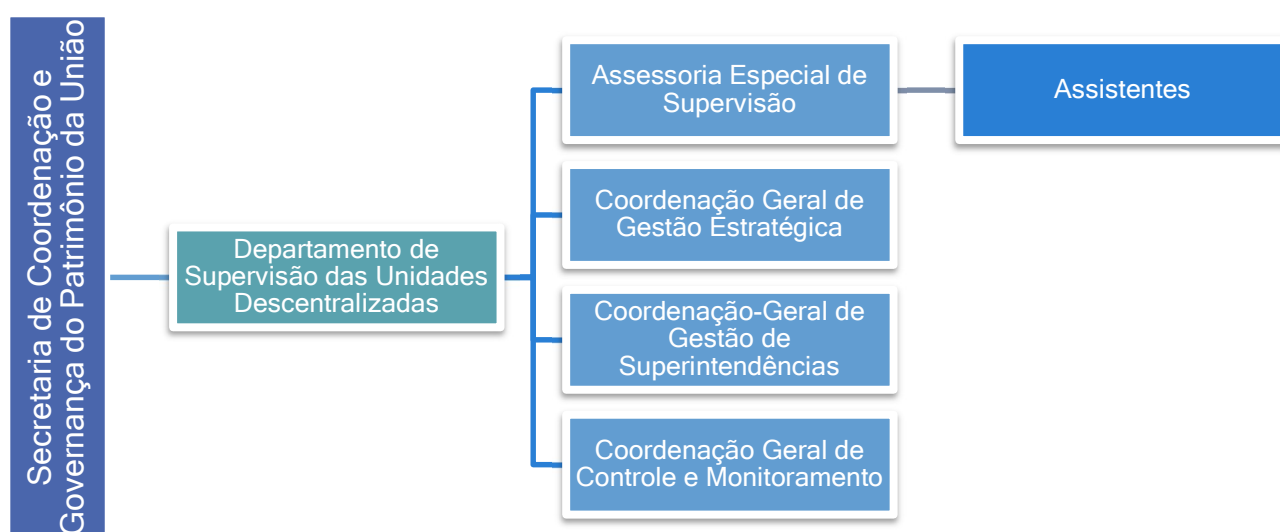 Secretaria de Coordenação e
Governança do Patrimônio da União
Departamento de
Supervisão das Unidades
Descentralizadas
Assessoria Especial de
Supervisão
Assistentes
Coordenação Geral de
Gestão Estratégica
Coordenação-Geral de
Gestão de
Superintendências
Coordenação Geral de
Controle e Monitoramento